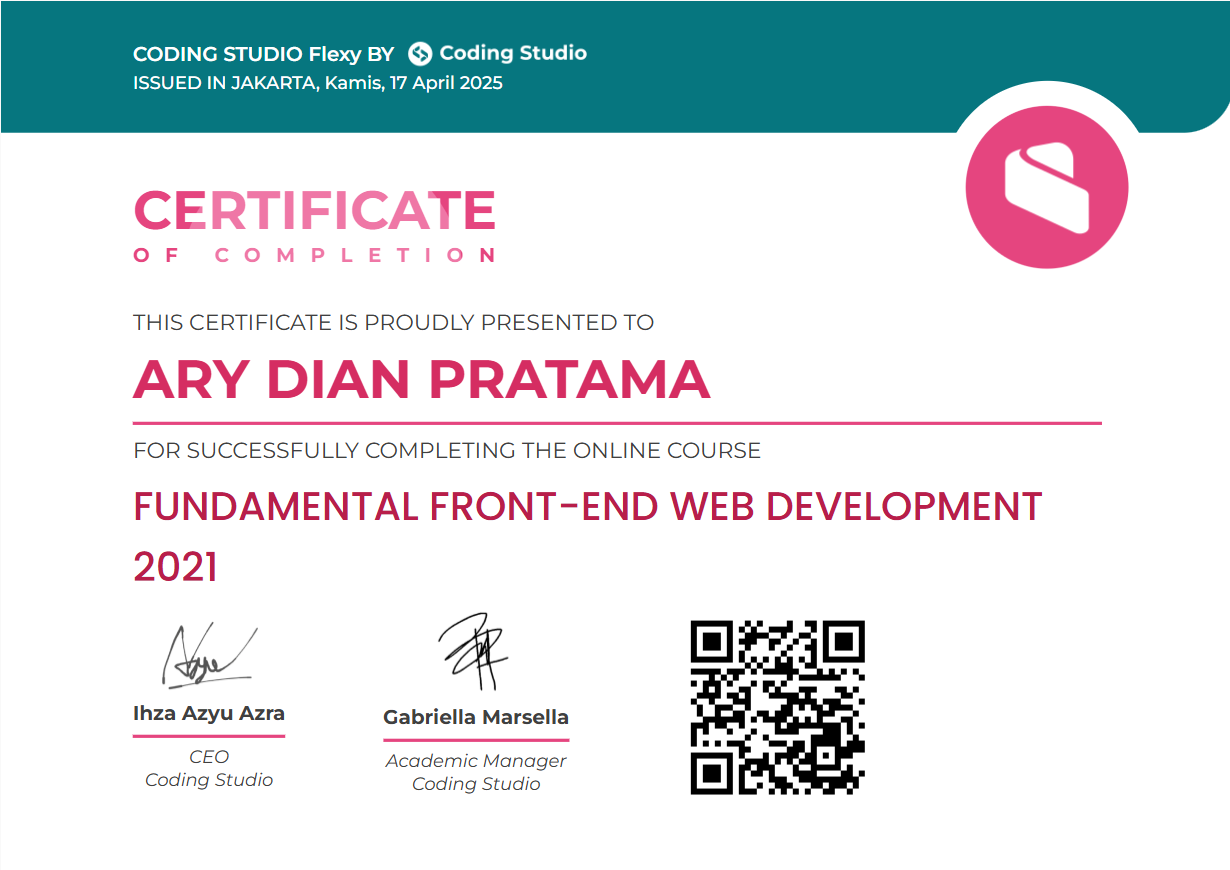 CODING STUDIO Flexy BY Coding Studio
ISSUED IN JAKARTA, Kamis, 17 April 2025
CERTIFICATE
OF COMPLETION
THIS CERTIFICATE IS PROUDLY PRESENTED TO
ARY DIAN PRATAMA
FOR SUCCESSFULLY COMPLETING THE ONLINE COURSE
FUNDAMENTAL FRONT-END WEB DEVELOPMENT
2021
Ihza Azyu Azra
CEO
Coding Studio
Gabriella Marsella
Academic Manager
Coding Studio